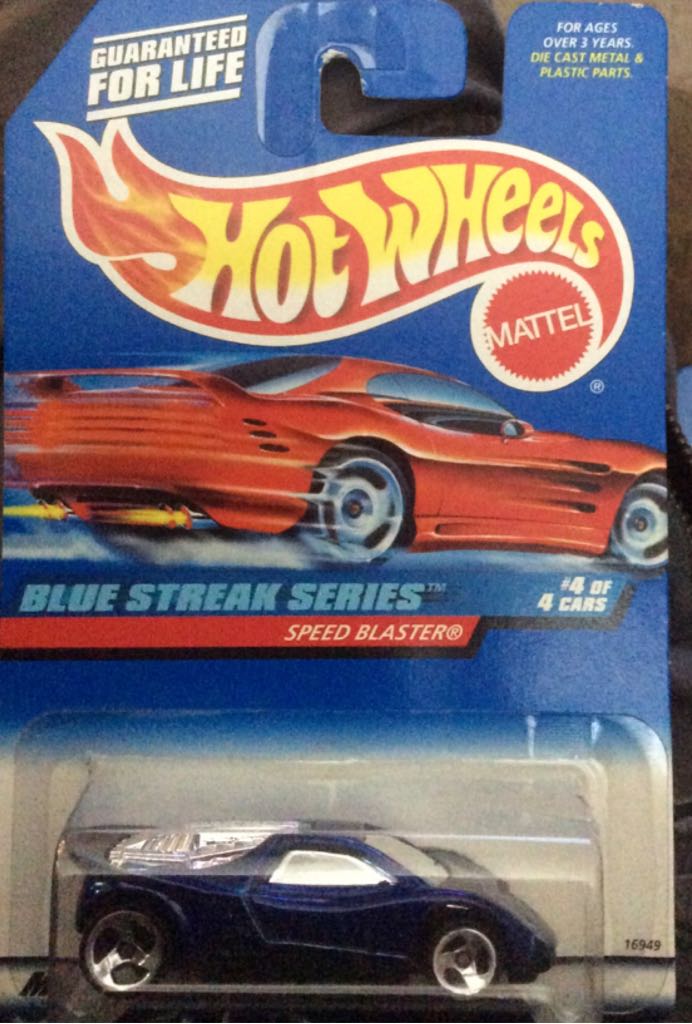 GUARANTEED
FOR LIFE
FOR AGES
OVER 3 YEARS.
DIE CAST METAL &
PLASTIC PARTS.
HOT WHEELS
MATTEL
®
BLUE STREAK SERIES™
#4 OF
4 CARS
SPEED BLASTER®
16949